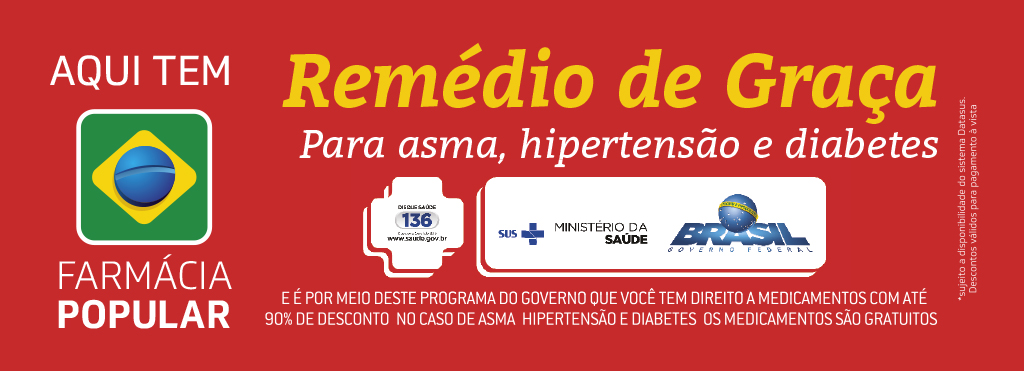 AQUI TEM
FARMÁCIA
POPULAR
Remédio de Graça
Para asma, hipertensão e diabetes
DISQUE SAÚDE
136
www.saude.gov.br
SUS
MINISTÉRIO DA
SAÚDE
BRASIL
GOVERNO FEDERAL
E É POR MEIO DESTE PROGRAMA DO GOVERNO QUE VOCÊ TEM DIREITO A MEDICAMENTOS COM ATÉ
90% DE DESCONTO NO CASO DE ASMA HIPERTENSÃO E DIABETES OS MEDICAMENTOS SÃO GRATUITOS
*sujeito a disponibilidade do sistema Datasus.
Descontos válidos para pagamento à vista